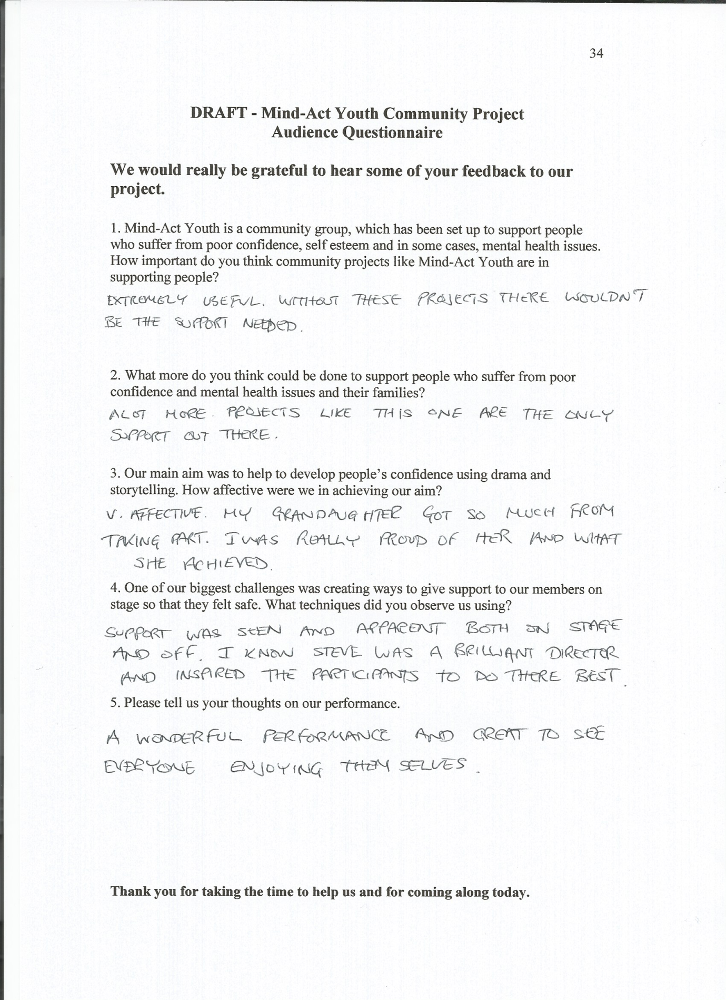 34
DRAFT - Mind-Act Youth Community Project
Audience Questionnaire
We would really be grateful to hear some of your feedback to our
project.
1. Mind-Act Youth is a community group, which has been set up to support people
who suffer from poor confidence, self esteem and in some cases, mental health issues.
How important do you think community projects like Mind-Act Youth are in
supporting people?
EXTREMELY USEFUL. WITHOUT THESE PROJECTS THERE WOULDN'T
BE THE SUPPORT NEEDED.
2. What more do you think could be done to support people who suffer from poor
confidence and mental health issues and their families?
ALOT MORE. PROJECTS LIKE THIS ONE ARE THE ONLY
SUPPORT OUT THERE.
3. Our main aim was to help to develop people's confidence using drama and
storytelling. How affective were we in achieving our aim?
V. AFFECTIVE. MY GRANDAUGHTER GOT SO MUCH FROM
TAKING PART. I WAS REALLY PROUD OF HER AND WHAT
SHE ACHIEVED.
4. One of our biggest challenges was creating ways to give support to our members on
stage so that they felt safe. What techniques did you observe us using?
SUPPORT WAS SEEN AND APPARENT BOTH ON STAGE
AND OFF. I KNOW STEVE WAS A BRILLIANT DIRECTOR
AND INSPIRED THE PARTICIPANTS TO DO THERE BEST.
5. Please tell us your thoughts on our performance.
A WONDERFUL PERFORMANCE AND GREAT TO SEE
EVERYONE ENJOYING THEMSELVES.
Thank you for taking the time to help us and for coming along today.